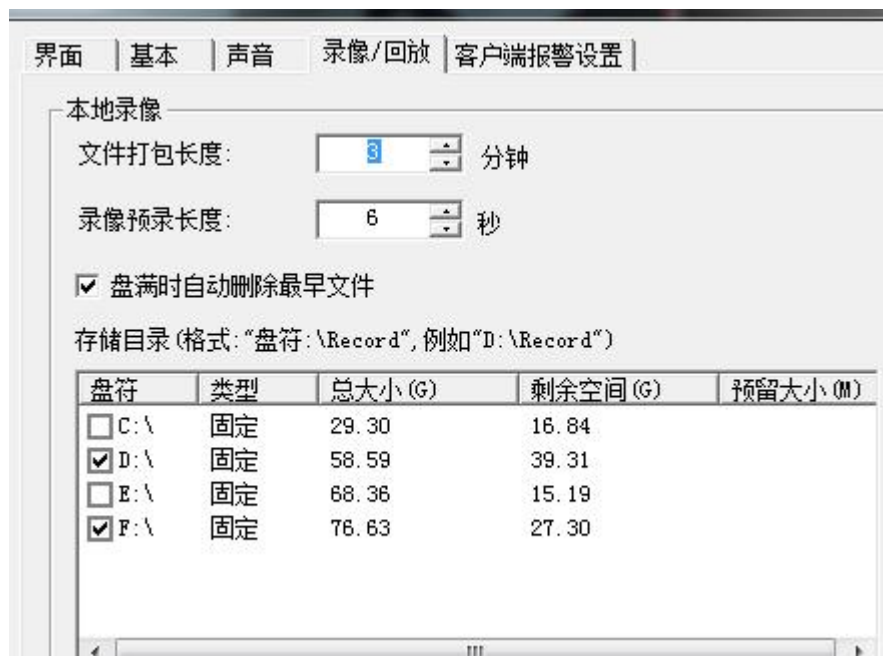 界面 基本 声音 录像/回放 客户端报警设置
本地录像
文件打包长度: 3 分钟
录像预录长度: 6 秒
盘满时自动删除最早文件
存储目录(格式:"盘符:\Record",例如"D:\Record")
盘符 类型 总大小(G) 剩余空间(G) 预留大小(M)
C:\ 固定 29.30 16.84
D:\ 固定 58.59 39.31
E:\ 固定 68.36 15.19
F:\ 固定 76.63 27.30